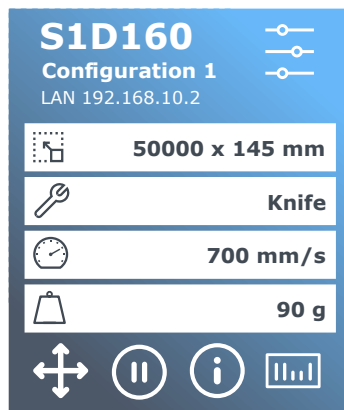 S1D160
Configuration 1
LAN 192.168.10.2
50000 x 145 mm
Knife
700 mm/s
90 g